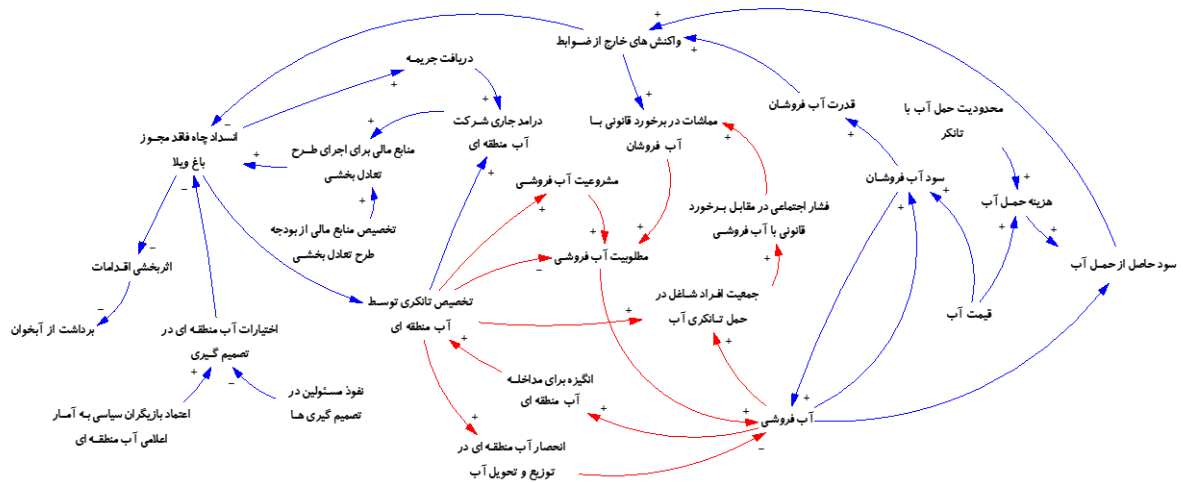 واکنش های خارج از ضوابط
دریافت جریمه
قدرت آب فروشان
محدودیت حمل آب با
تانکر
انسداد چاه فاقد مجوز
باغ ویلا
درامد جاری شرکت
آب منطقه ای
مماشات در برخورد قانونی با
آب فروشان
منابع مالی برای اجرای طرح
تعادل بخشی
مشروعیت آب فروشی
سود آب فروشان
هزینه حمل آب
فشار اجتماعی در مقابل برخورد
قانونی با آب فروشی
تخصیص منابع مالی از بودجه
طرح تعادل بخشی
مطلوبیت آب فروشی
سود حاصل از حمل آب
اثربخشی اقدامات
تخصیص تانکری توسط
آب منطقه ای
جمعیت افراد شاغل در
حمل تانکری آب
قیمت آب
برداشت از آبخوان
اختیارات آب منطقه ای در
تصمیم گیری
انگیزه برای مداخله
آب منطقه ای
نفوذ مسئولین در
تصمیم گیری ها
اعتماد بازیگران سیاسی به آمار
اعلامی آب منطقه ای
آب فروشی
انحصار آب منطقه ای در
توزیع و تحویل آب